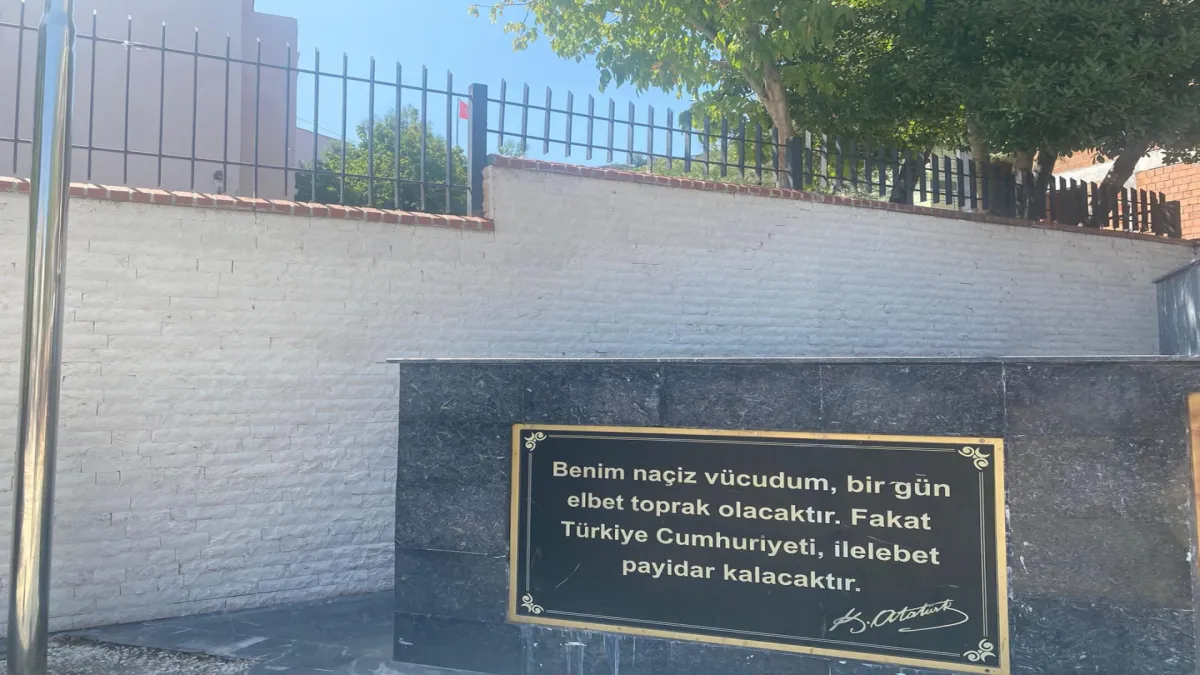 Benim naçiz vücudum, bir gün
elbet toprak olacaktır. Fakat
Türkiye Cumhuriyeti, ilelebet
payidar kalacaktır.
K. Atatürk